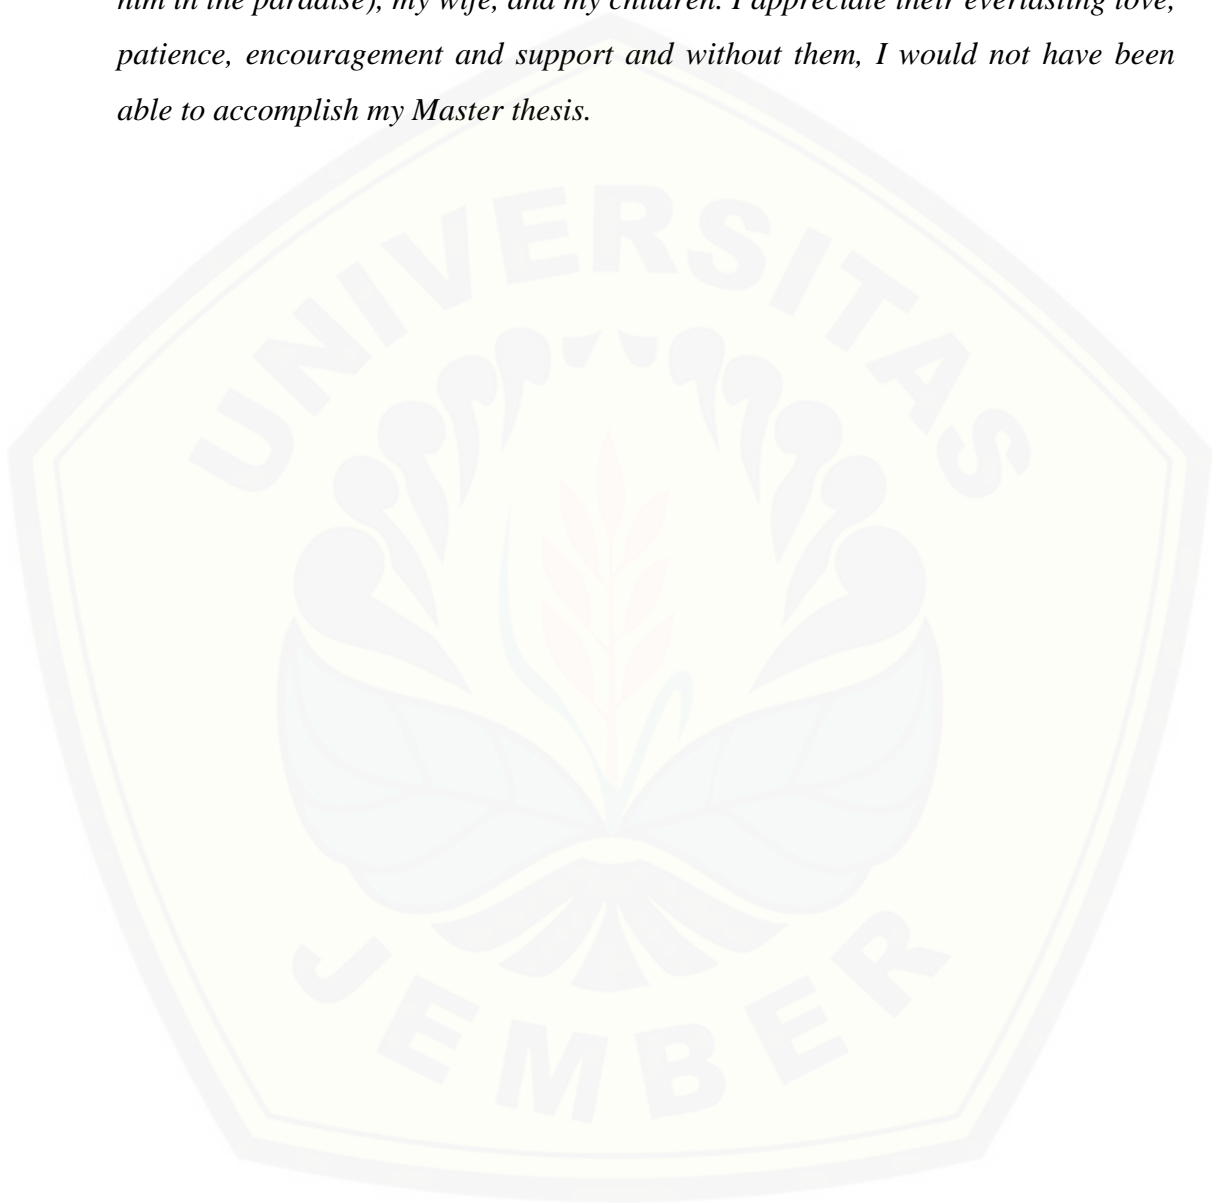 him in the paradise), my wife, and my children. I appreciate their everlasting love,
patience, encouragement and support and without them, I would not have been
able to accomplish my Master thesis.
UNIVERSITAS
JEMBER